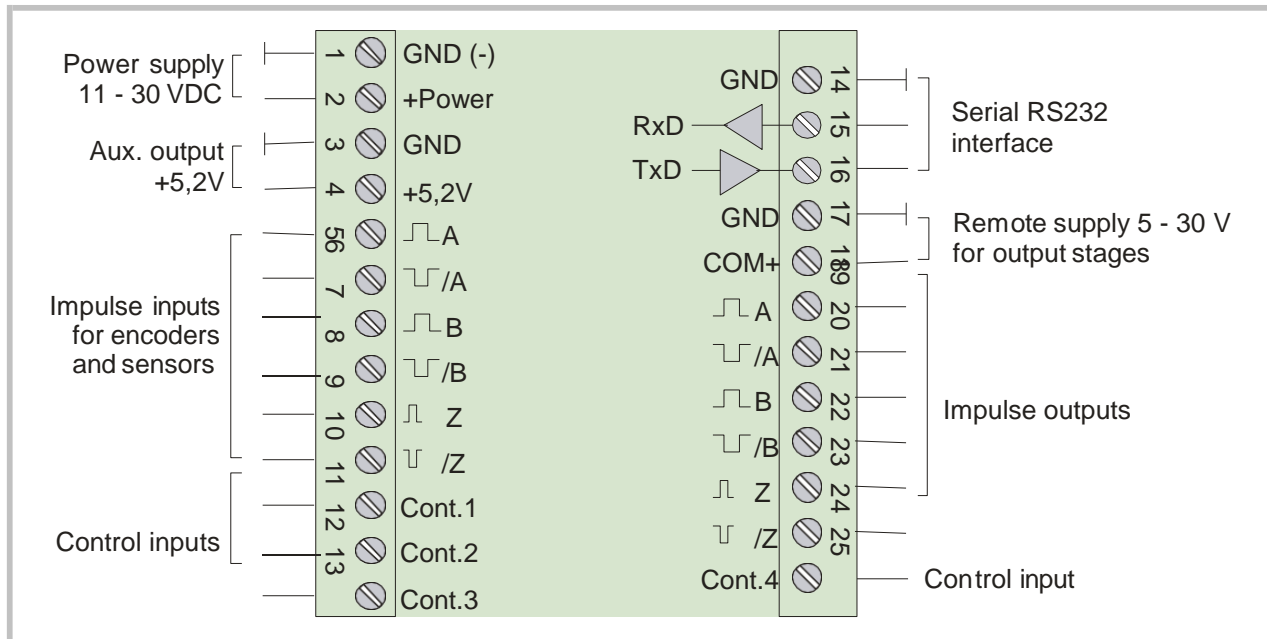 Power supply
11 - 30 VDC
Aux. output
+5,2V
Impulse inputs
for encoders
and sensors
Control inputs
1 GND (-)
2 +Power
3 GND
4 +5,2V
56 A
7 /A
8 B
9 /B
10 Z
11 /Z
12 Cont.1
13 Cont.2
Cont.3
GND 14
RxD 15
TxD 16
GND 17
COM+ 1819
A 20
/A 21
B 22
/B 23
Z 24
/Z 25
Cont.4
Serial RS232
interface
Remote supply 5 - 30 V
for output stages
Impulse outputs
Control input